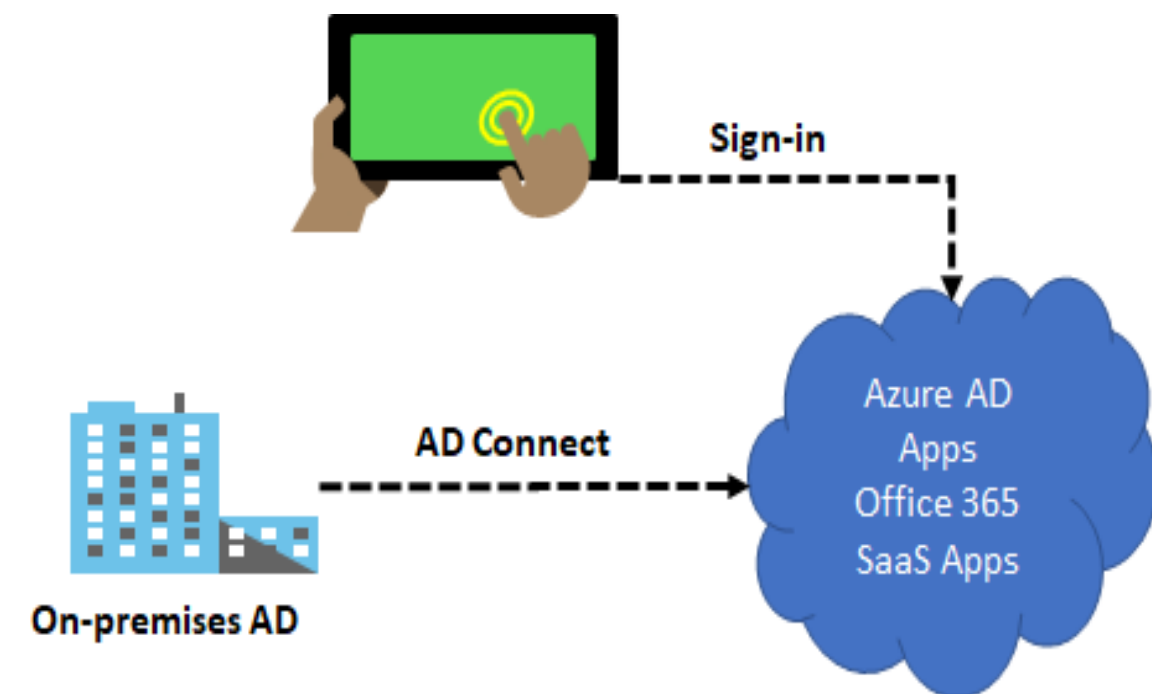 Sign-in
AD Connect
On-premises AD
Azure AD
Apps
Office 365
SaaS Apps